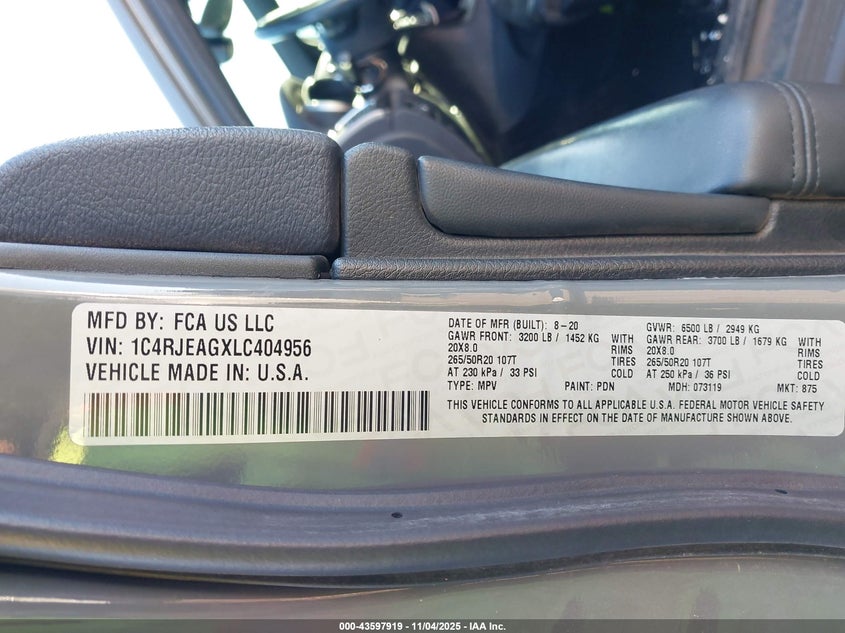 MFD BY: FCA US LLC
VIN: 1C4RJEAGXLC404956
VEHICLE MADE IN: U.S.A.
DATE OF MFR (BUILT): 8-20 GVWR: 6500 LB / 2949 KG
GAWR FRONT: 3200 LB / 1452 KG WITH GAWR REAR: 3700 LB / 1679 KG WITH
20X8.0 RIMS 20X8.0 RIMS
265/50R20 107T TIRES 265/50R20 107T TIRES
AT 230 kPa / 33 PSI COLD AT 250 kPa / 36 PSI COLD
TYPE: MPV PAINT: PDN MDH: 073119 MKT: 875
THIS VEHICLE CONFORMS TO ALL APPLICABLE U.S.A. FEDERAL MOTOR VEHICLE SAFETY
STANDARDS IN EFFECT ON THE DATE OF MANUFACTURE SHOWN ABOVE.
000-43597919 - 11/04/2025 - IAA Inc.